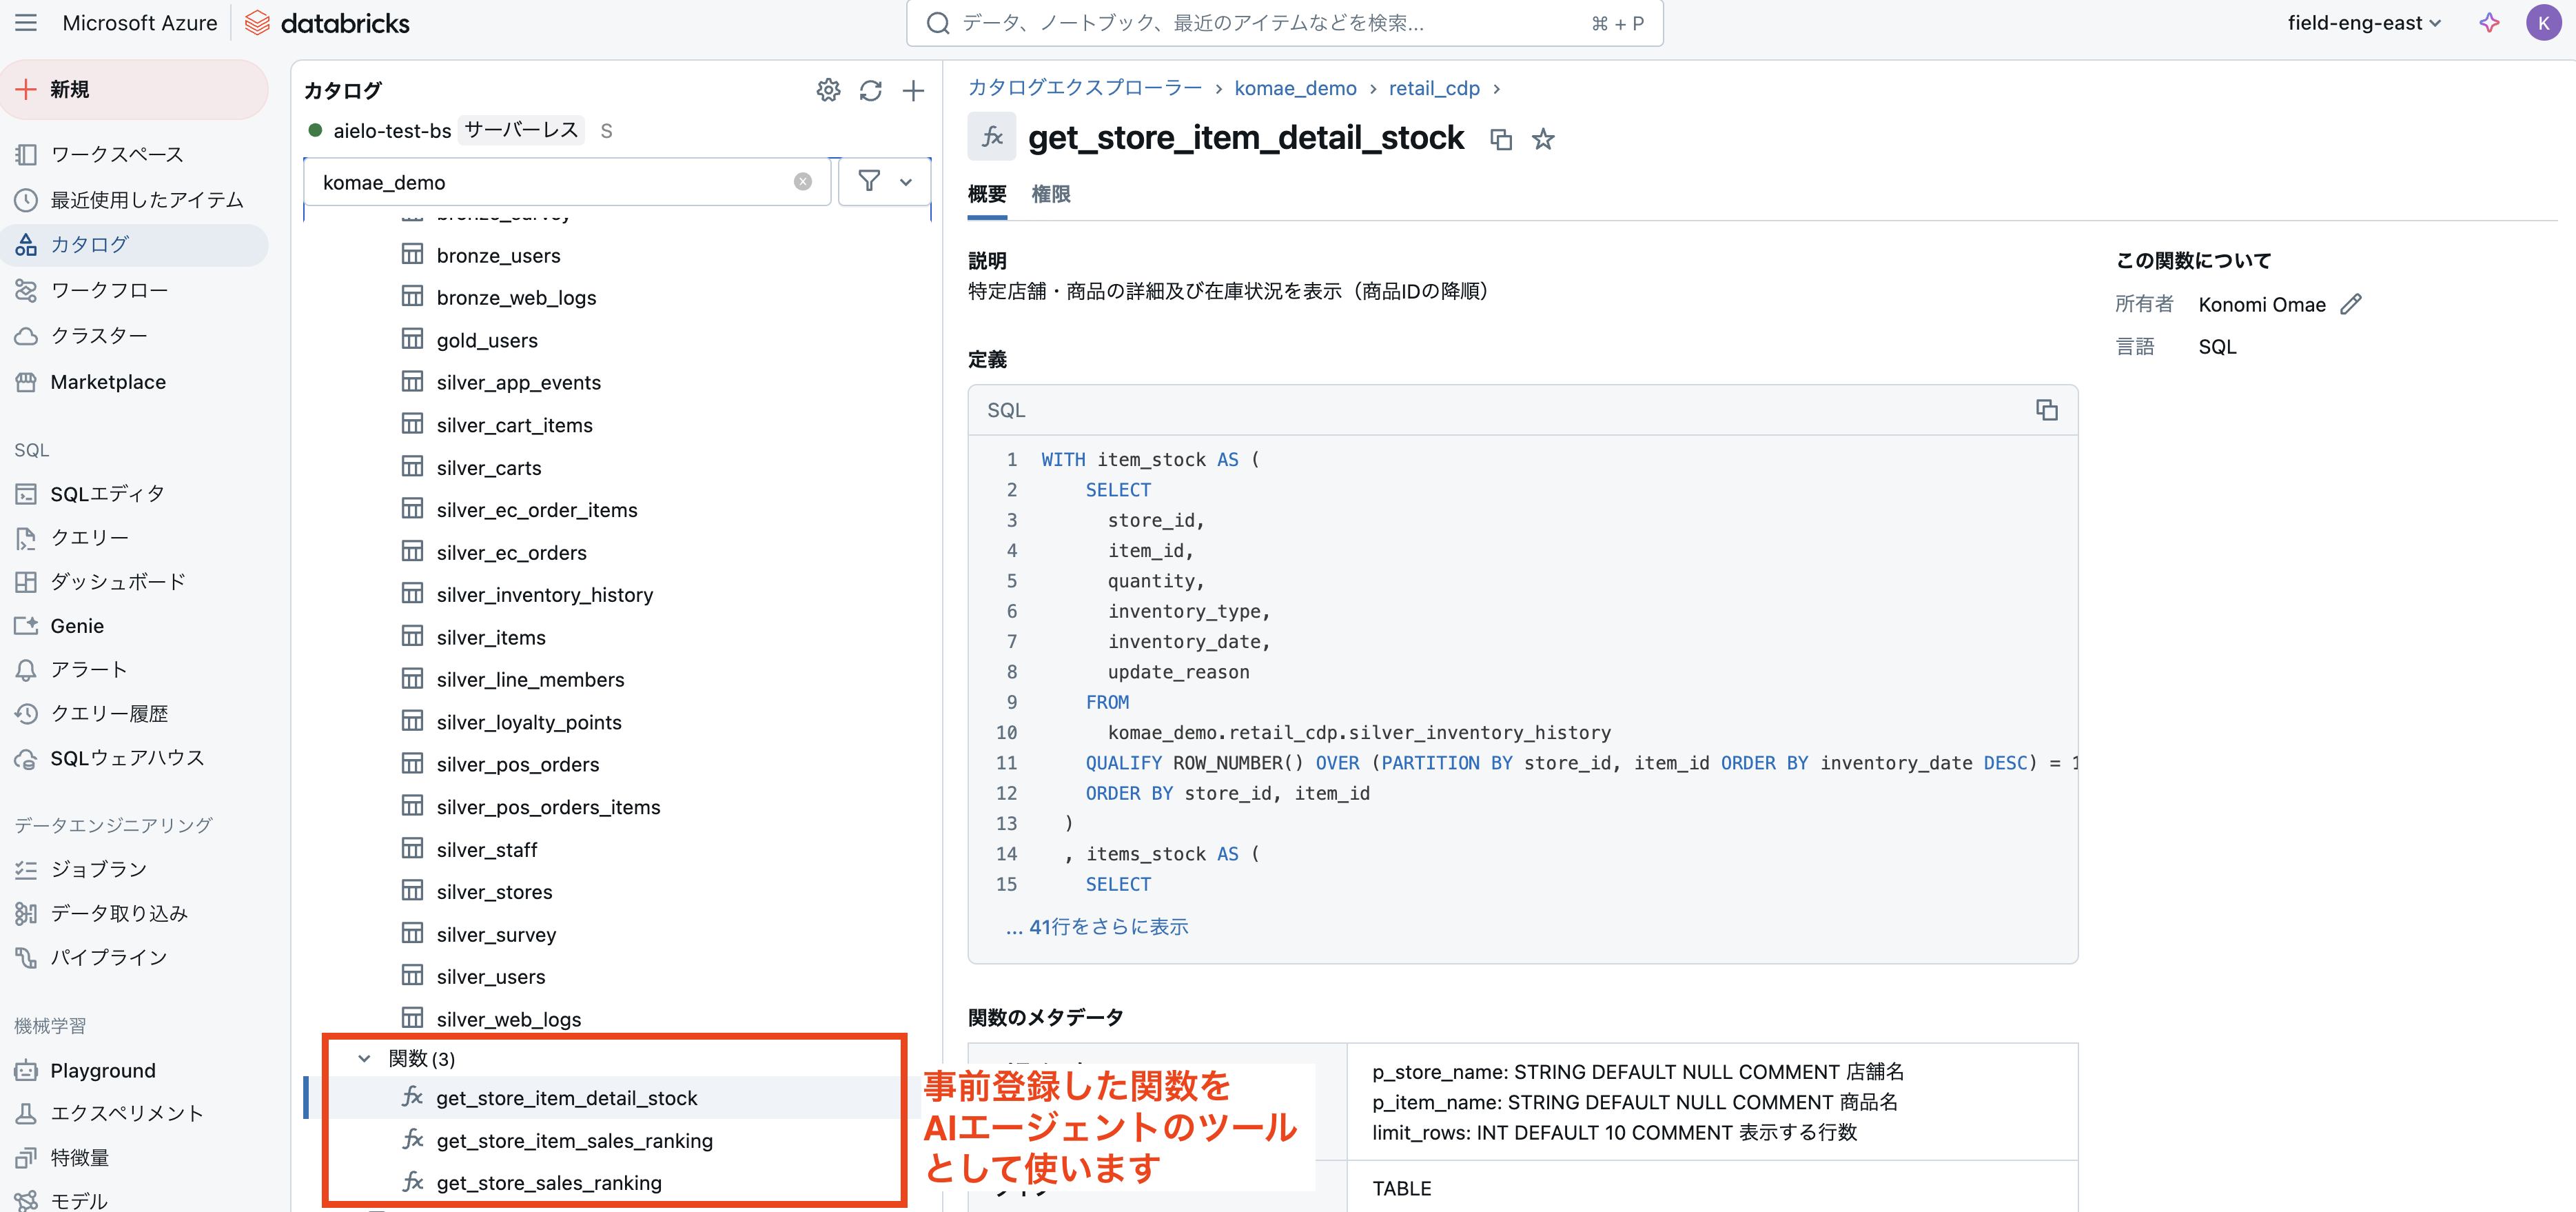 Microsoft Azure
databricks
データ、ノートブック、最近のアイテムなどを検索...
⌘ + P
field-eng-east
K
新規
ワークスペース
最近使用したアイテム
カタログ
ワークフロー
クラスター
Marketplace
SQL
SQLエディタ
クエリー
ダッシュボード
Genie
アラート
クエリー履歴
SQLウェアハウス
データエンジニアリング
ジョブラン
データ取り込み
パイプライン
機械学習
Playground
エクスペリメント
特徴量
モデル
カタログ
aielo-test-bs サーバーレス S
komae_demo
bronze_survey
bronze_users
bronze_web_logs
gold_users
silver_app_events
silver_cart_items
silver_carts
silver_ec_order_items
silver_ec_orders
silver_inventory_history
silver_items
silver_line_members
silver_loyalty_points
silver_pos_orders
silver_pos_orders_items
silver_staff
silver_stores
silver_survey
silver_users
silver_web_logs
関数 (3)
get_store_item_detail_stock
get_store_item_sales_ranking
get_store_sales_ranking
事前登録した関数を
AIエージェントのツール
として使います
カタログエクスプローラー › komae_demo › retail_cdp ›
fx get_store_item_detail_stock
概要 権限
説明
特定店舗・商品の詳細及び在庫状況を表示（商品IDの降順）
定義
SQL
1 WITH item_stock AS (
2 SELECT
3 store_id,
4 item_id,
5 quantity,
6 inventory_type,
7 inventory_date,
8 update_reason
9 FROM
10 komae_demo.retail_cdp.silver_inventory_history
11 QUALIFY ROW_NUMBER() OVER (PARTITION BY store_id, item_id ORDER BY inventory_date DESC) = 1
12 ORDER BY store_id, item_id
13 )
14 , items_stock AS (
15 SELECT
... 41行をさらに表示
関数のメタデータ
p_store_name: STRING DEFAULT NULL COMMENT 店舗名
p_item_name: STRING DEFAULT NULL COMMENT 商品名
limit_rows: INT DEFAULT 10 COMMENT 表示する行数
TABLE
この関数について
所有者 Konomi Omae
言語 SQL